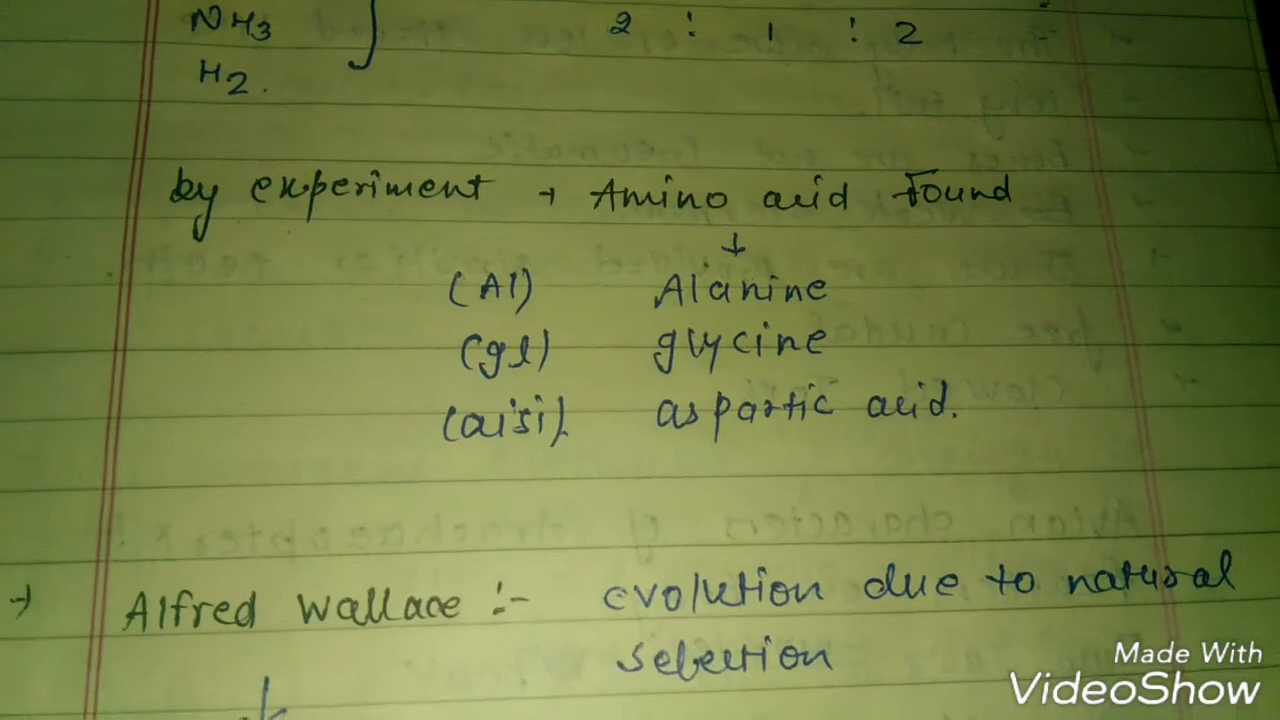 NH3 2 : 1 : 2
H2.
by experiment → Amino acid Found
↓
(Al) Alanine
(gl) glycine
(aisi). aspartic acid.
→ Alfred Wallace :- evolution due to natural
selection
Made With
VideoShow